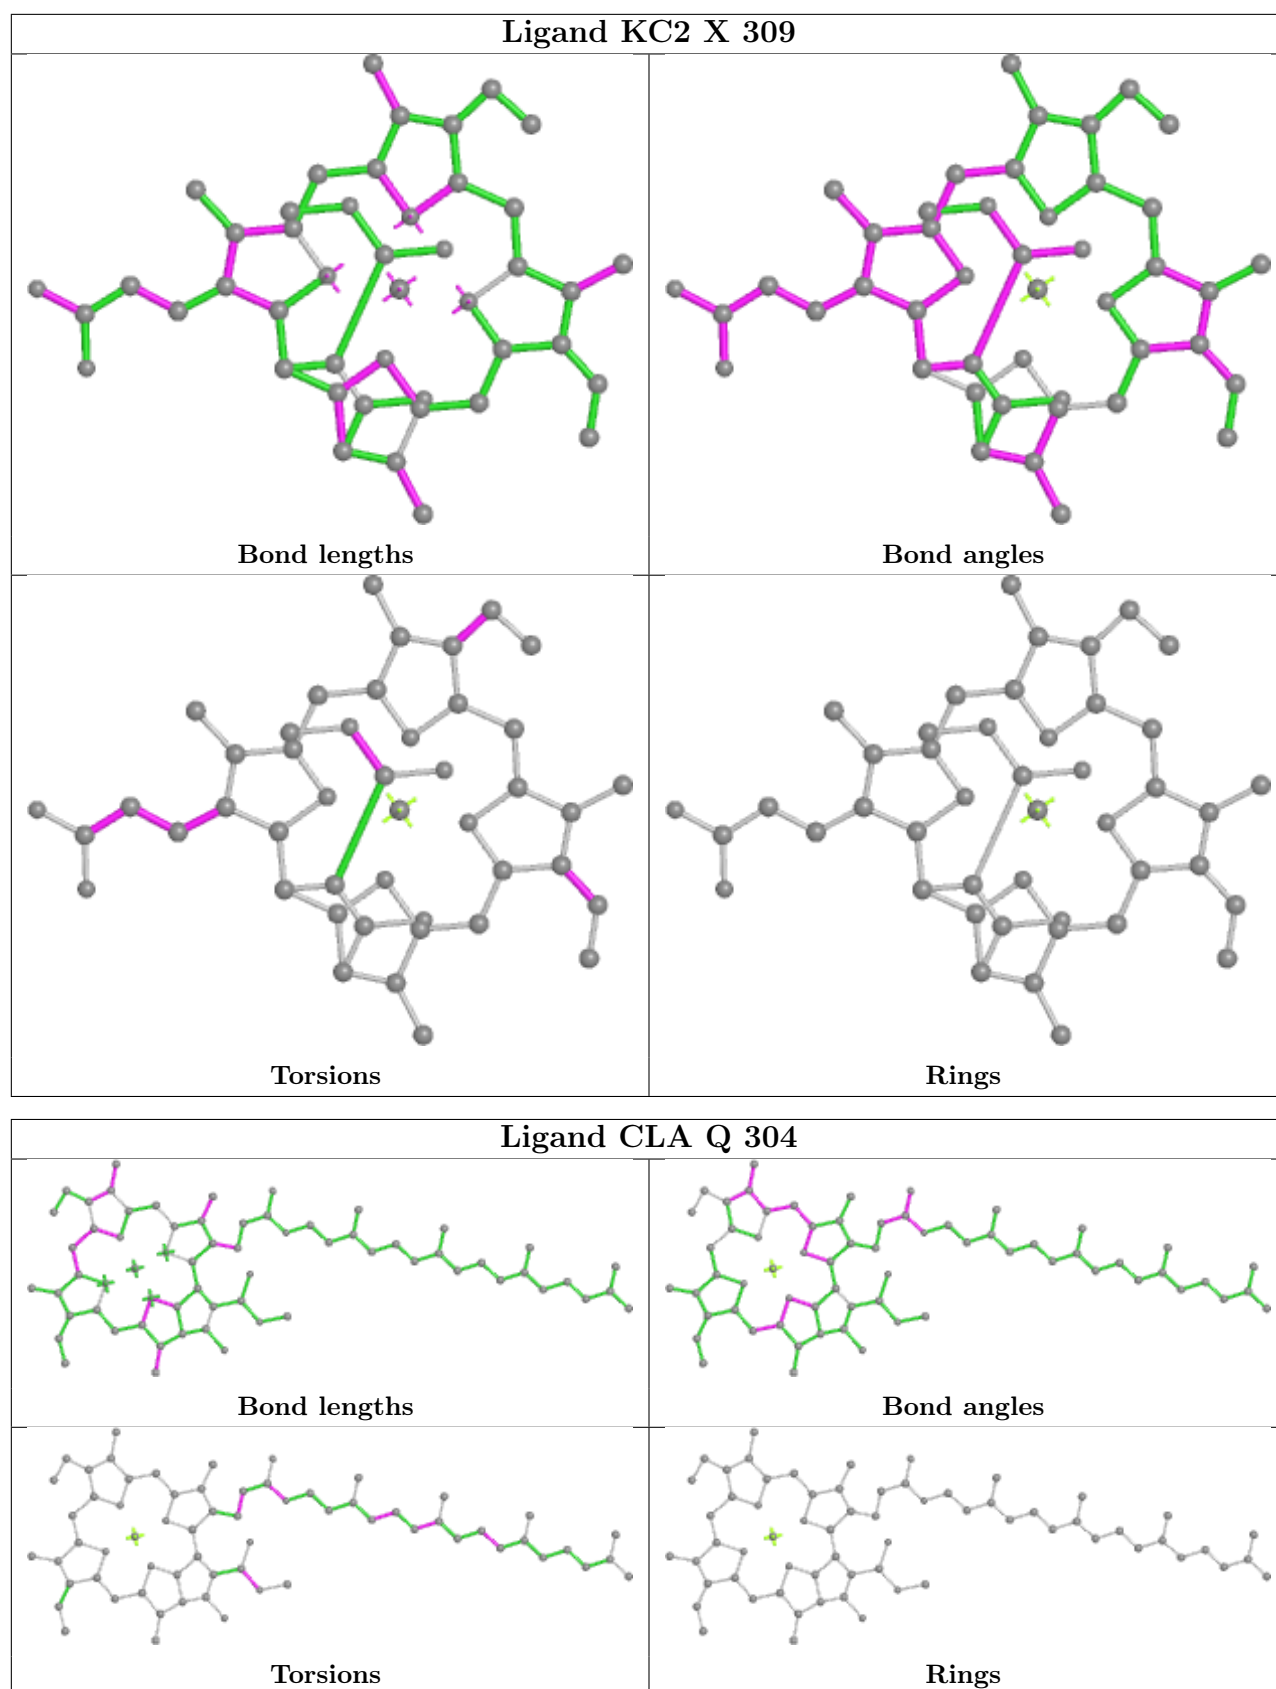 Ligand KC2 X 309
Bond lengths
Bond angles
Torsions
Rings
Ligand CLA Q 304
Bond lengths
Bond angles
Torsions
Rings